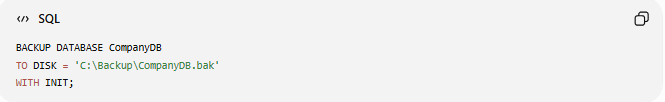 </> SQL
BACKUP DATABASE CompanyDB
TO DISK = 'C:\Backup\CompanyDB.bak'
WITH INIT;